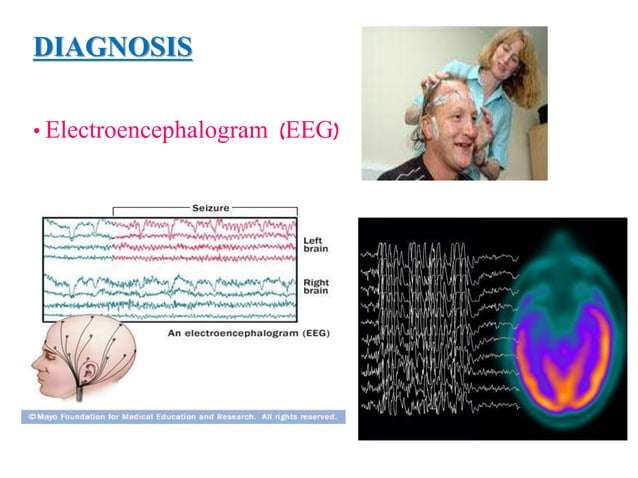 DIAGNOSIS
• Electroencephalogram (EEG)
Seizure
Left brain
Right brain
An electroencephalogram (EEG)
©Mayo Foundation for Medical Education and Research. All rights reserved.